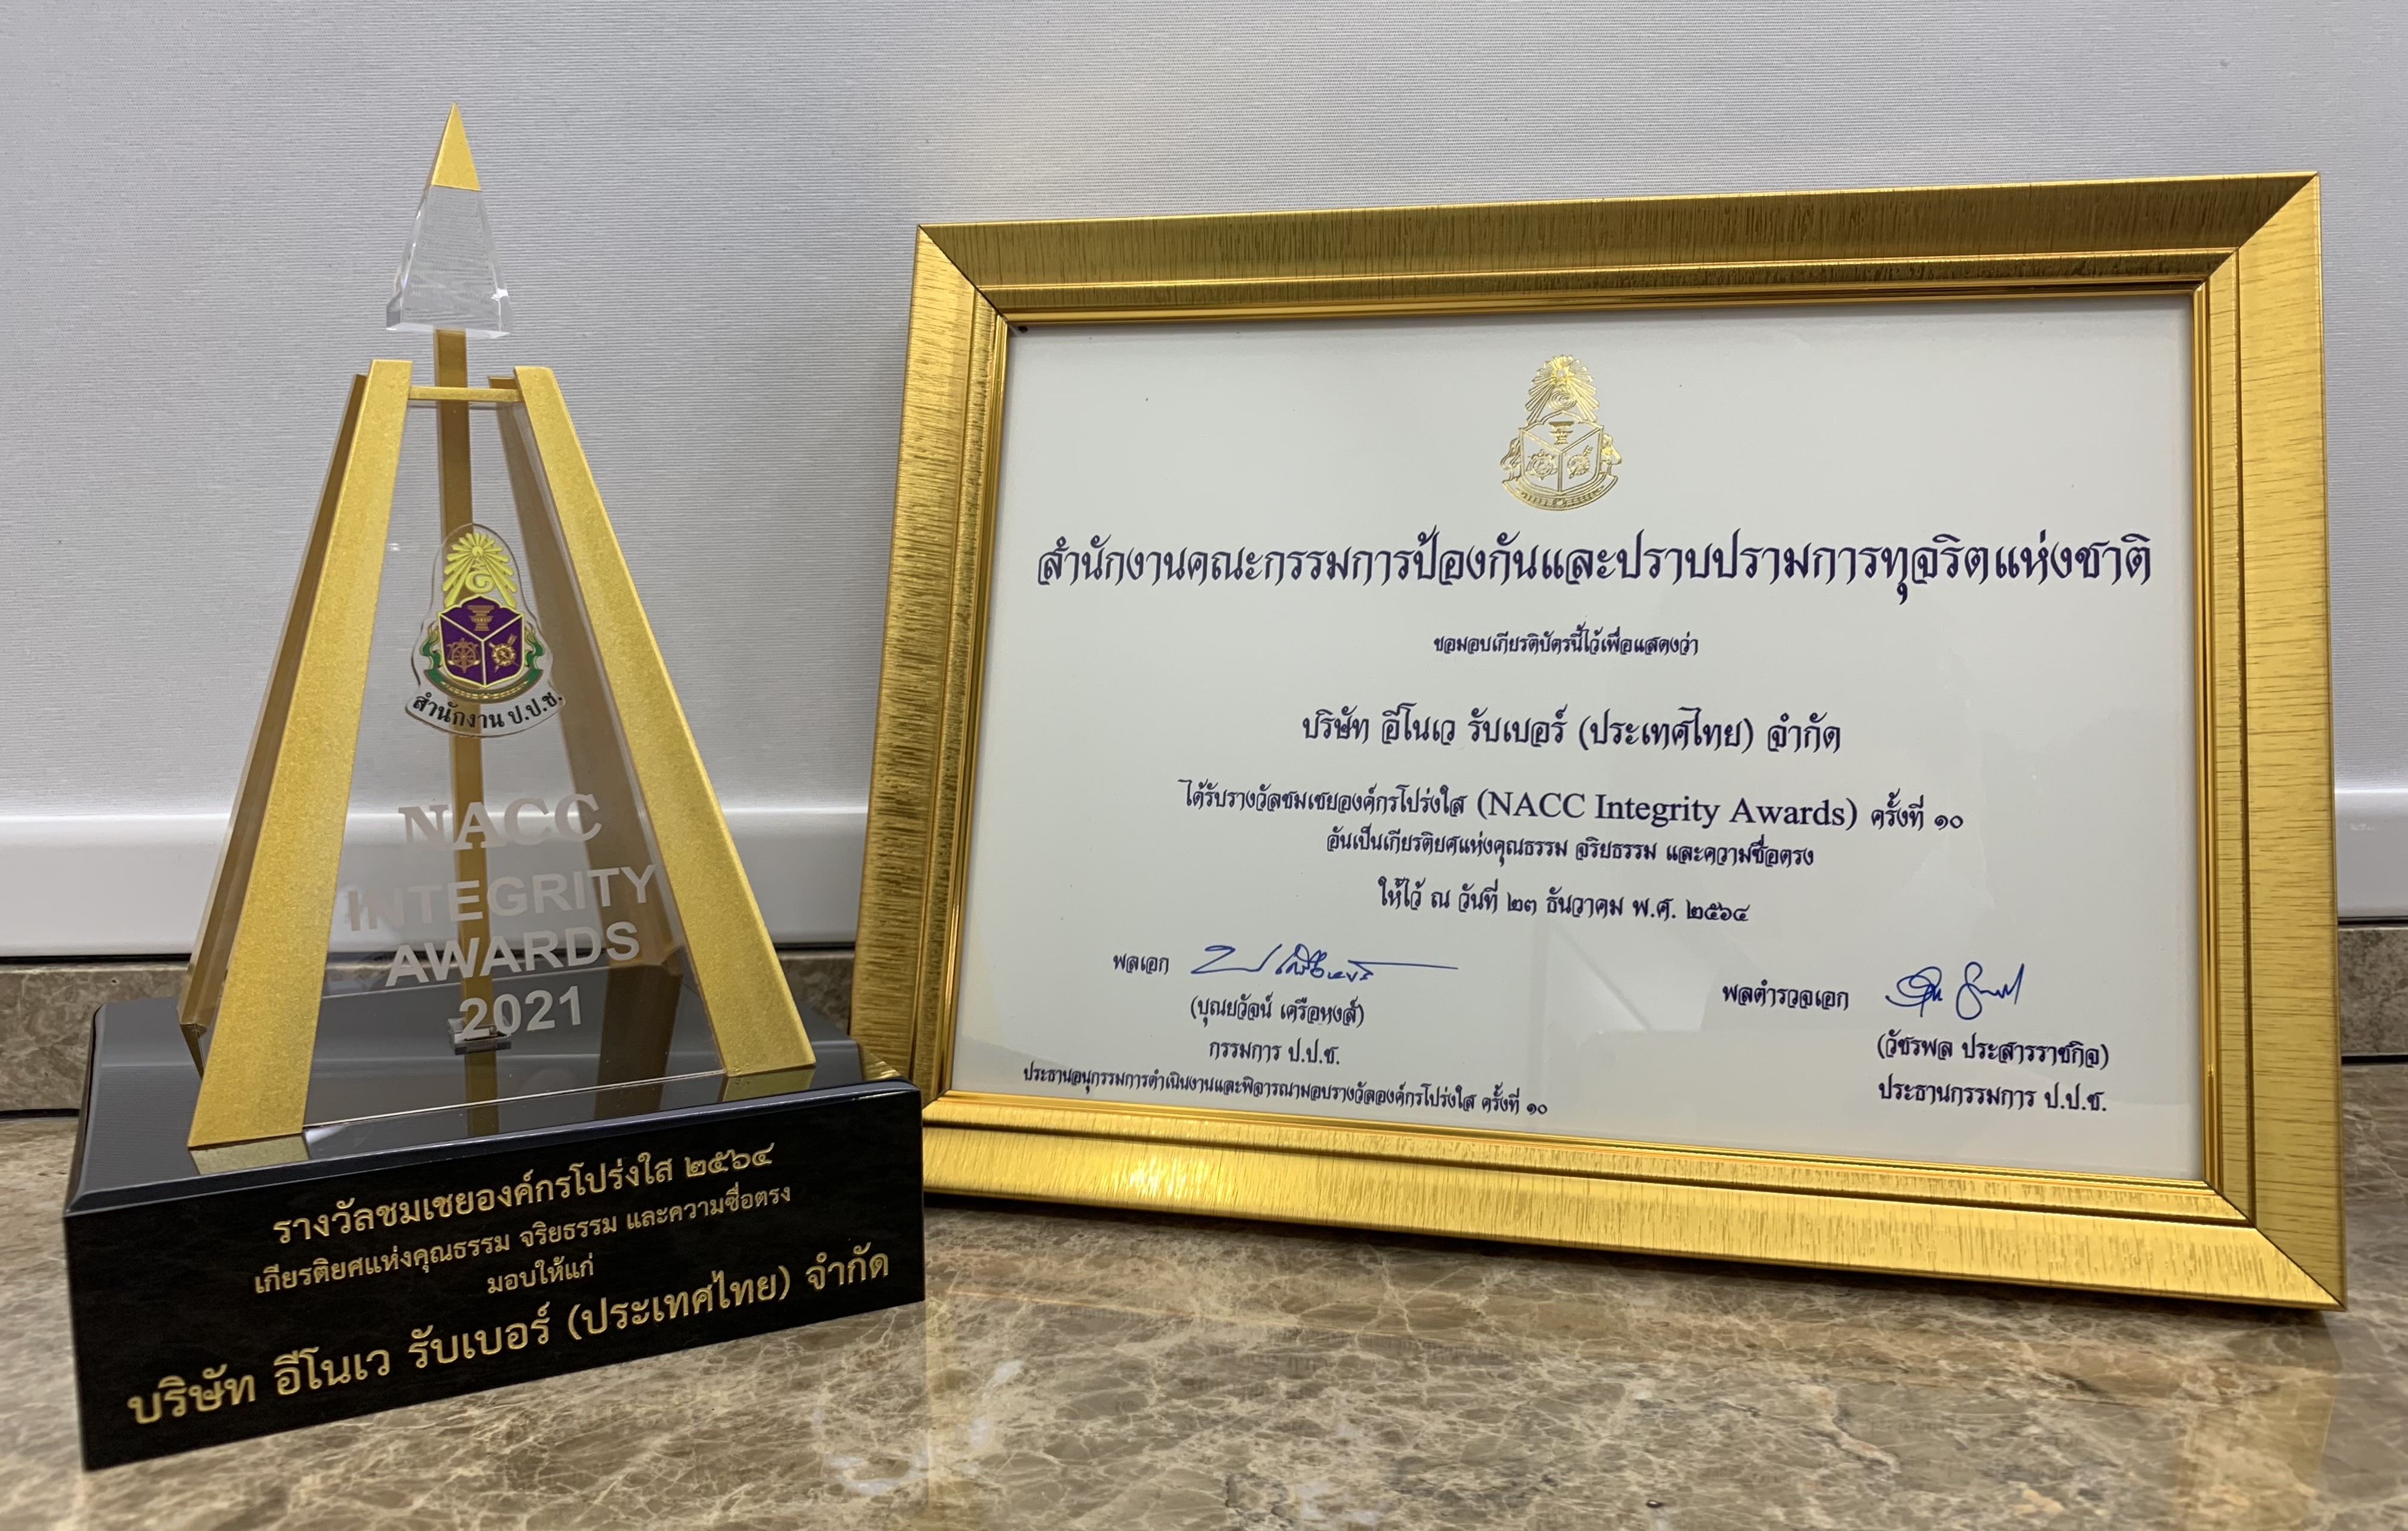 สำนักงาน ป.ป.ช.
NACC
INTEGRITY
AWARDS
2021
รางวัลชมเชยองค์กรโปร่งใส ๒๕๖๔
เกียรติยศแห่งคุณธรรม จริยธรรม และความซื่อตรง
มอบให้แก่
บริษัท อีโนเว รับเบอร์ (ประเทศไทย) จำกัด
สำนักงานคณะกรรมการป้องกันและปราบปรามการทุจริตแห่งชาติ
ขอมอบเกียรติบัตรนี้ไว้เพื่อแสดงว่า
บริษัท อีโนเว รับเบอร์ (ประเทศไทย) จำกัด
ได้รับรางวัลชมเชยองค์กรโปร่งใส (NACC Integrity Awards) ครั้งที่ ๑๐
อันเป็นเกียรติยศแห่งคุณธรรม จริยธรรม และความซื่อตรง
ให้ไว้ ณ วันที่ ๒๓ ธันวาคม พ.ศ. ๒๕๖๔
พลเอก
(บุณยวัจน์ เครือหงส์)
กรรมการ ป.ป.ช.
ประธานอนุกรรมการดำเนินงานและพิจารณามอบรางวัลองค์กรโปร่งใส ครั้งที่ ๑๐
พลตำรวจเอก
(วัชรพล ประสารราชกิจ)
ประธานกรรมการ ป.ป.ช.